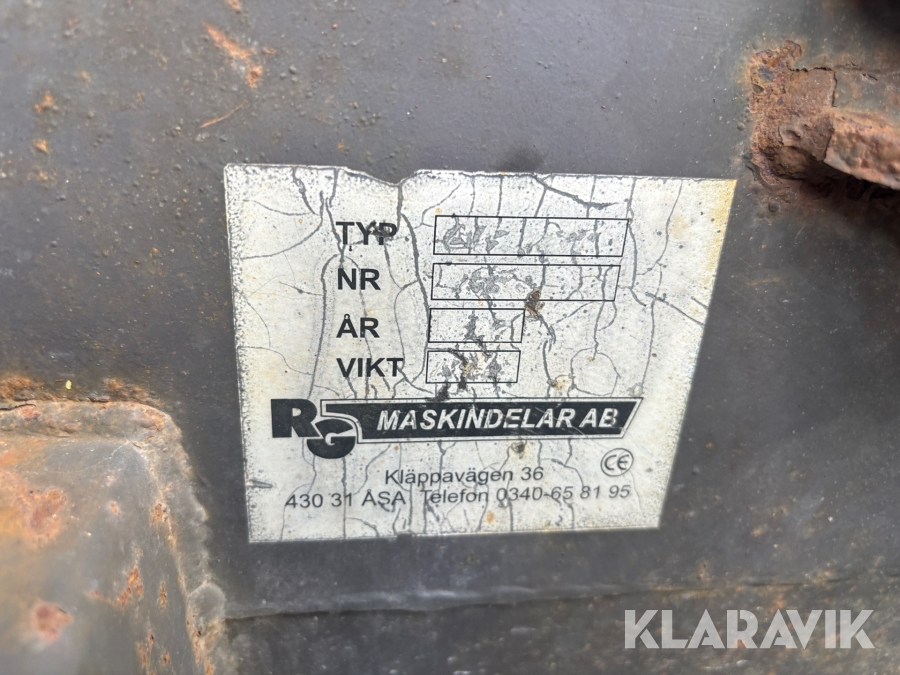 TYP
NR
ÅR
VIKT
RG MASKINDELAR AB
Kläppavägen 36 CE
430 31 ÅSA Telefon 0340-65 81 95
KLARAVIK